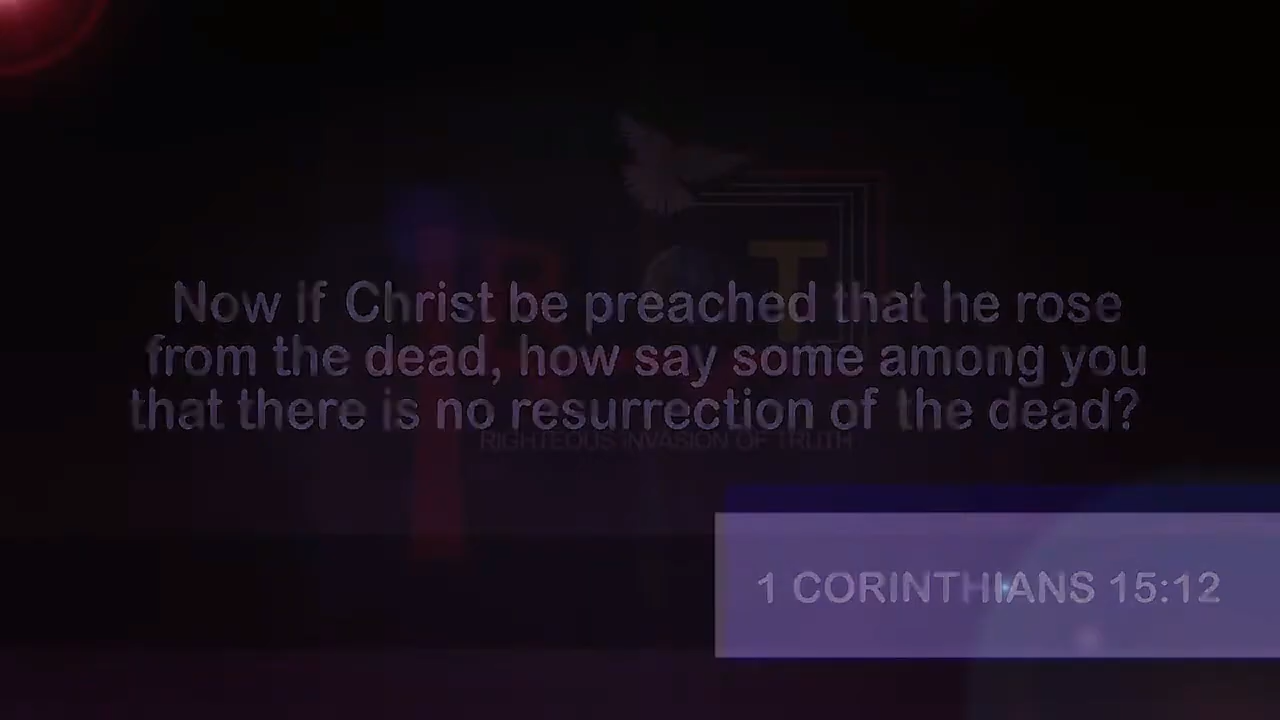 Now if Christ be preached that he rose
from the dead, how say some among you
that there is no resurrection of the dead?
RIGHTEOUS INVASION OF TRUTH
1 CORINTHIANS 15:12